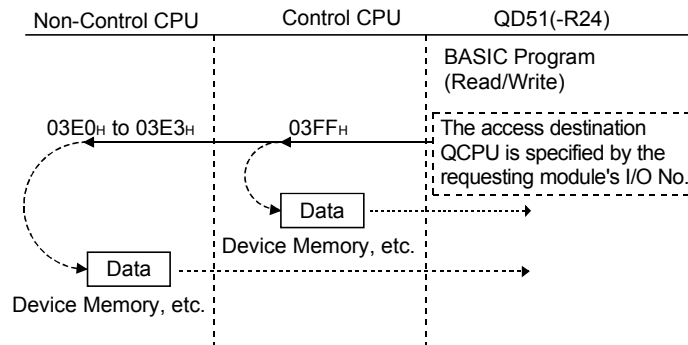 Non-Control CPU Control CPU QD51(-R24)
BASIC Program
(Read/Write)
03E0H to 03E3H 03FFH
The access destination
QCPU is specified by the
requesting module's I/O No.
Data
Device Memory, etc.
Data
Device Memory, etc.